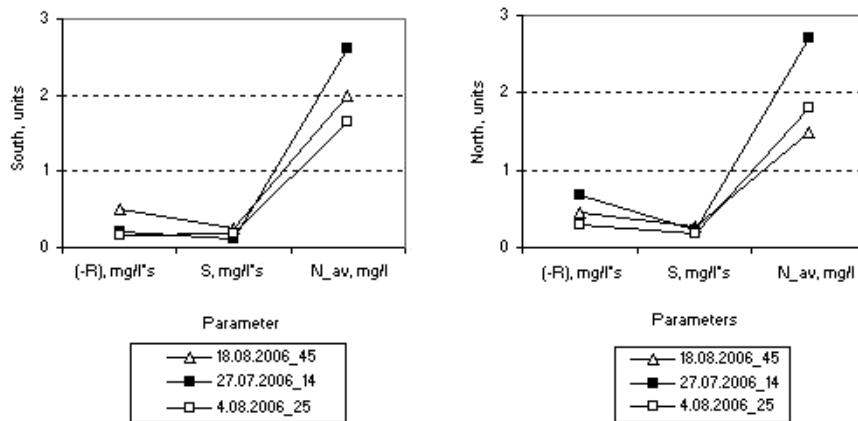 3
2
1
0
South, units
(-R), mg/l*s
S, mg/l*s
N_av, mg/l
Parameter
18.08.2006_45
27.07.2006_14
4.08.2006_25
3
2
1
0
North, units
(-R), mg/l*s
S, mg/l*s
N_av, mg/l
Parameters
18.08.2006_45
27.07.2006_14
4.08.2006_25